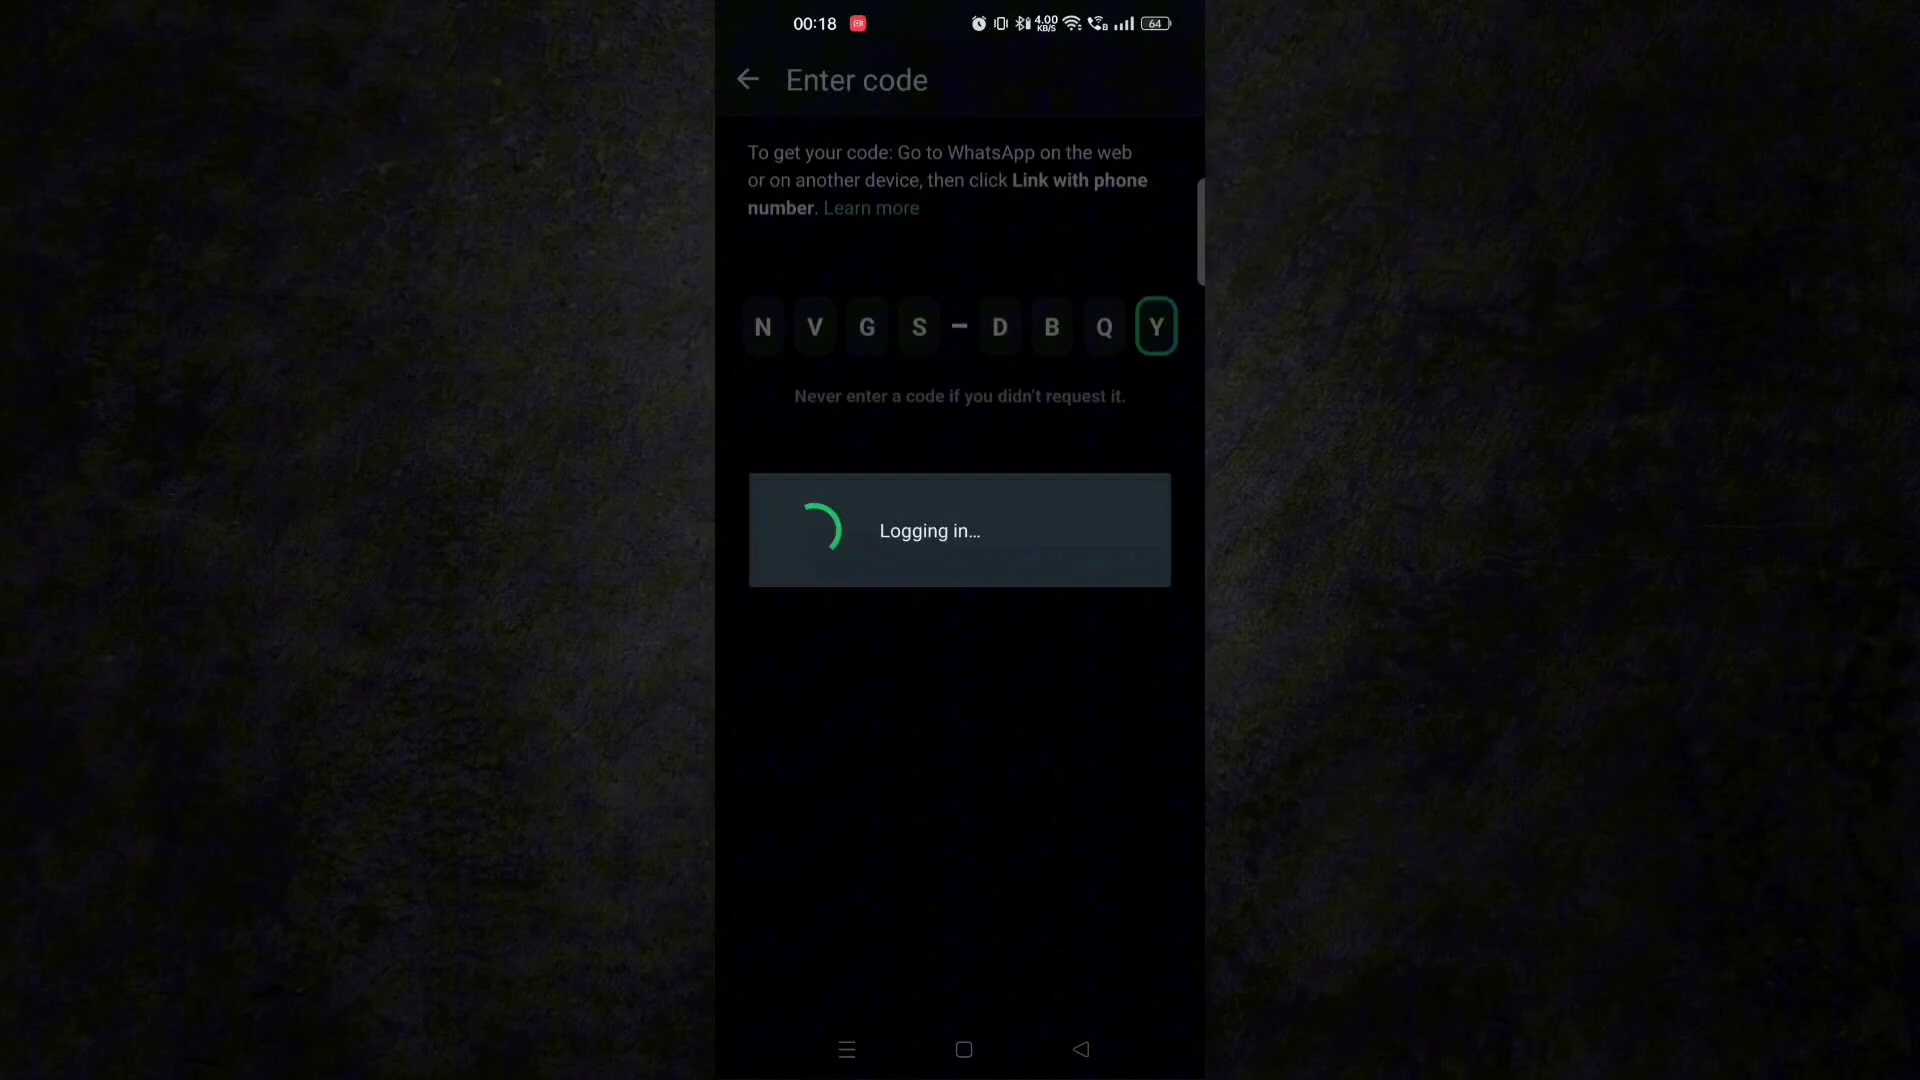 00:18 4.00 KB/S 64
Enter code
To get your code: Go to WhatsApp on the web
or on another device, then click Link with phone
number. Learn more
N V G S – D B Q Y
Never enter a code if you didn't request it.
Logging in...